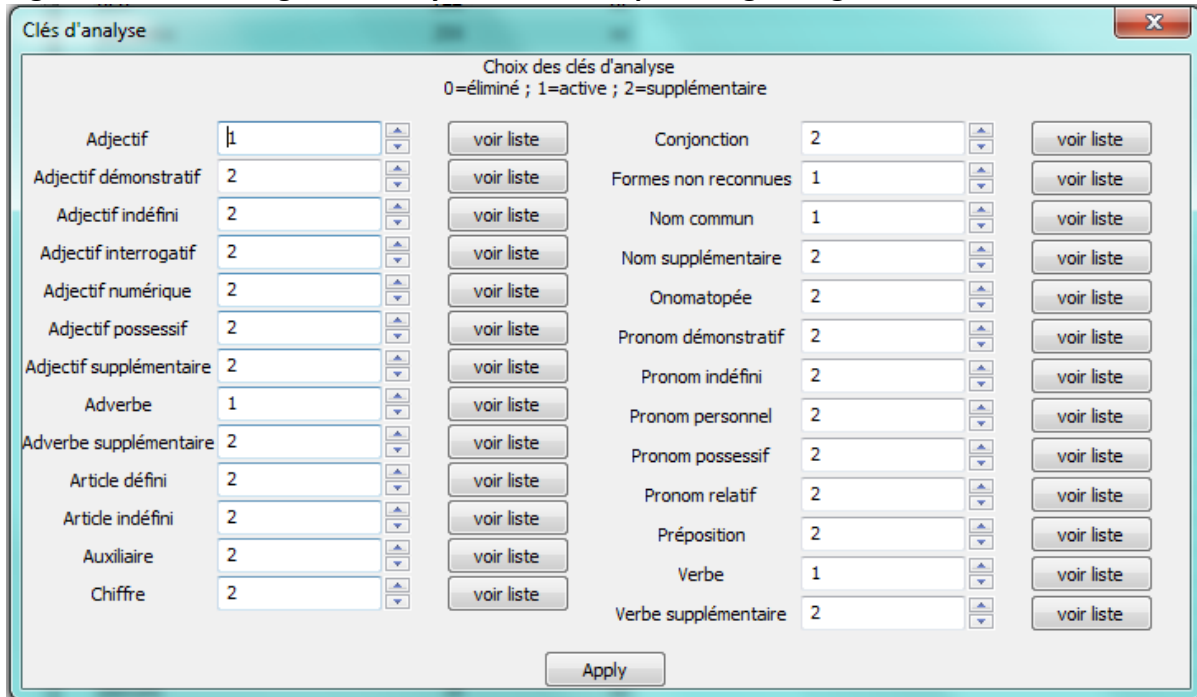 Clés d'analyse
Choix des clés d'analyse
0=éliminé ; 1=active ; 2=supplémentaire
Adjectif 1 voir liste
Adjectif démonstratif 2 voir liste
Adjectif indéfini 2 voir liste
Adjectif interrogatif 2 voir liste
Adjectif numérique 2 voir liste
Adjectif possessif 2 voir liste
Adjectif supplémentaire 2 voir liste
Adverbe 1 voir liste
Adverbe supplémentaire 2 voir liste
Article défini 2 voir liste
Article indéfini 2 voir liste
Auxiliaire 2 voir liste
Chiffre 2 voir liste
Conjonction 2 voir liste
Formes non reconnues 1 voir liste
Nom commun 1 voir liste
Nom supplémentaire 2 voir liste
Onomatopée 2 voir liste
Pronom démonstratif 2 voir liste
Pronom indéfini 2 voir liste
Pronom personnel 2 voir liste
Pronom possessif 2 voir liste
Pronom relatif 2 voir liste
Préposition 2 voir liste
Verbe 1 voir liste
Verbe supplémentaire 2 voir liste
Apply